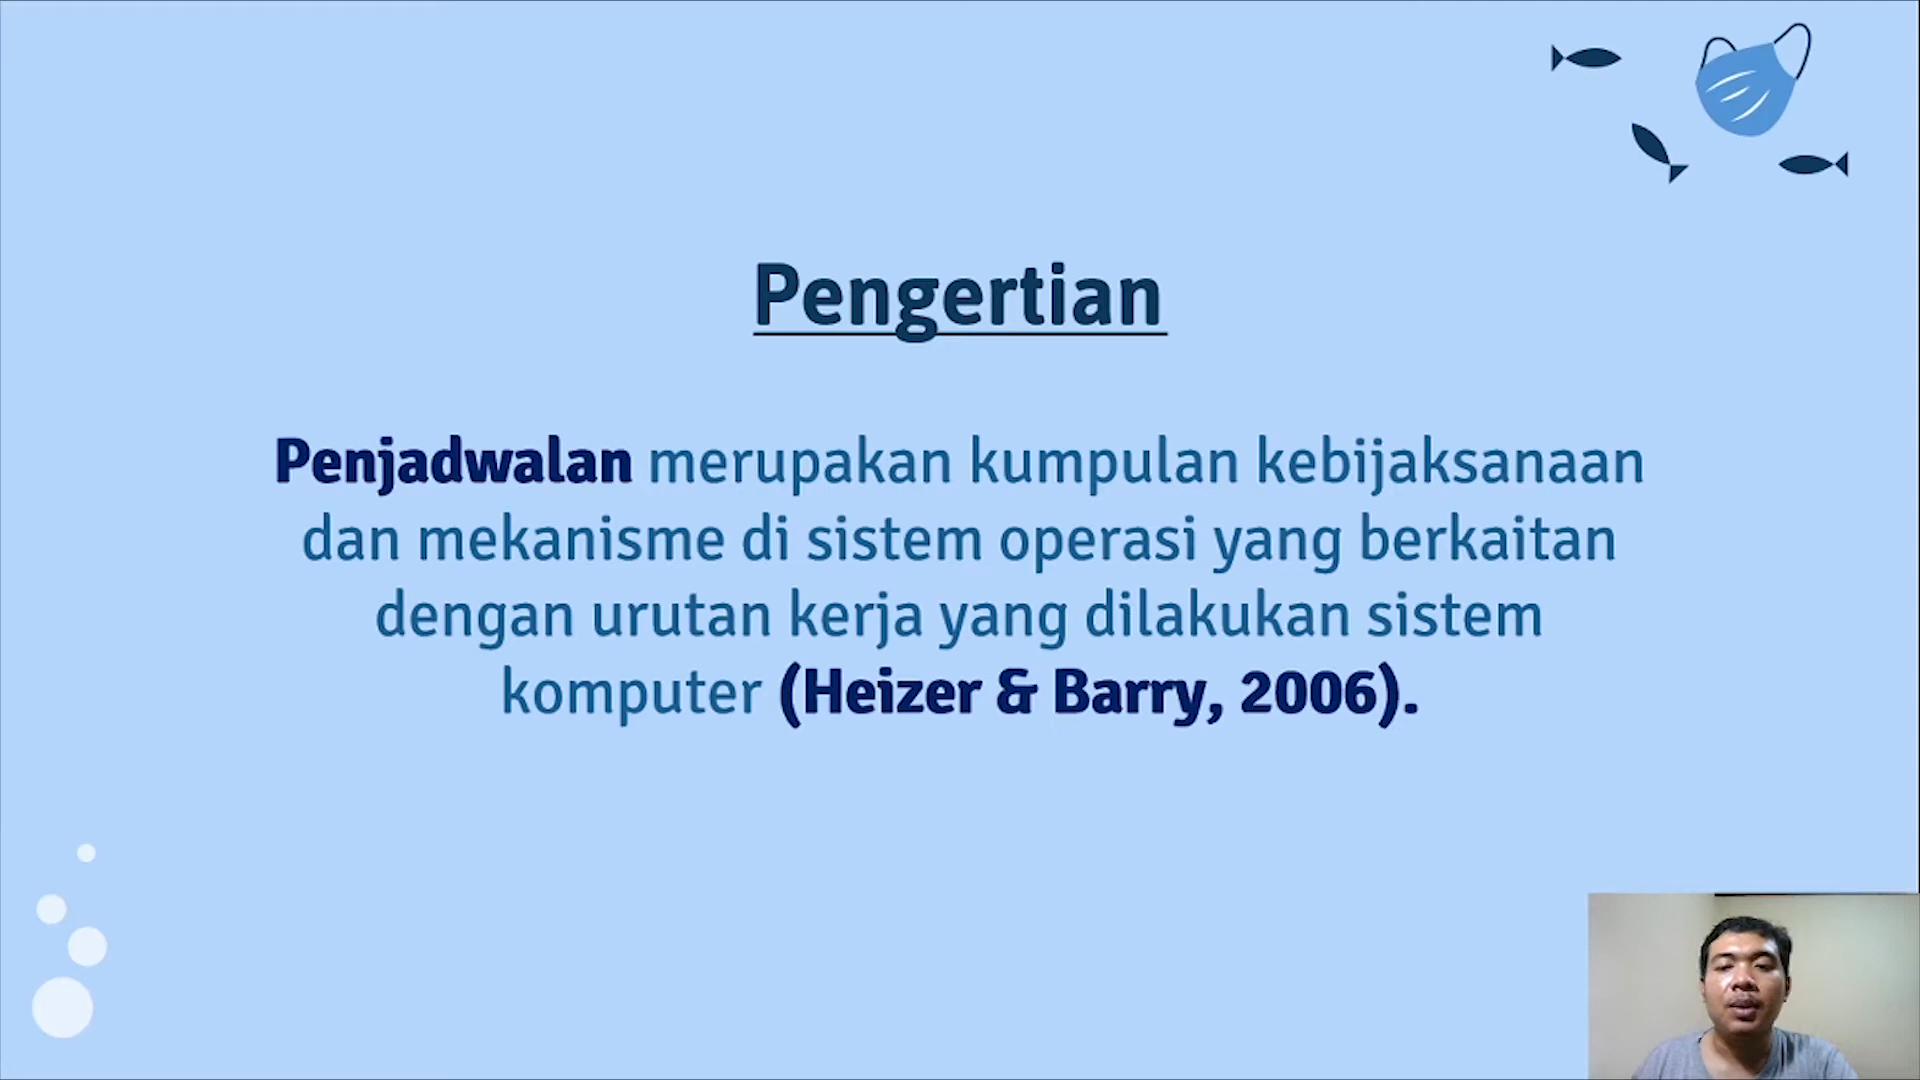 Pengertian
Penjadwalan merupakan kumpulan kebijaksanaan
dan mekanisme di sistem operasi yang berkaitan
dengan urutan kerja yang dilakukan sistem
komputer (Heizer & Barry, 2006).